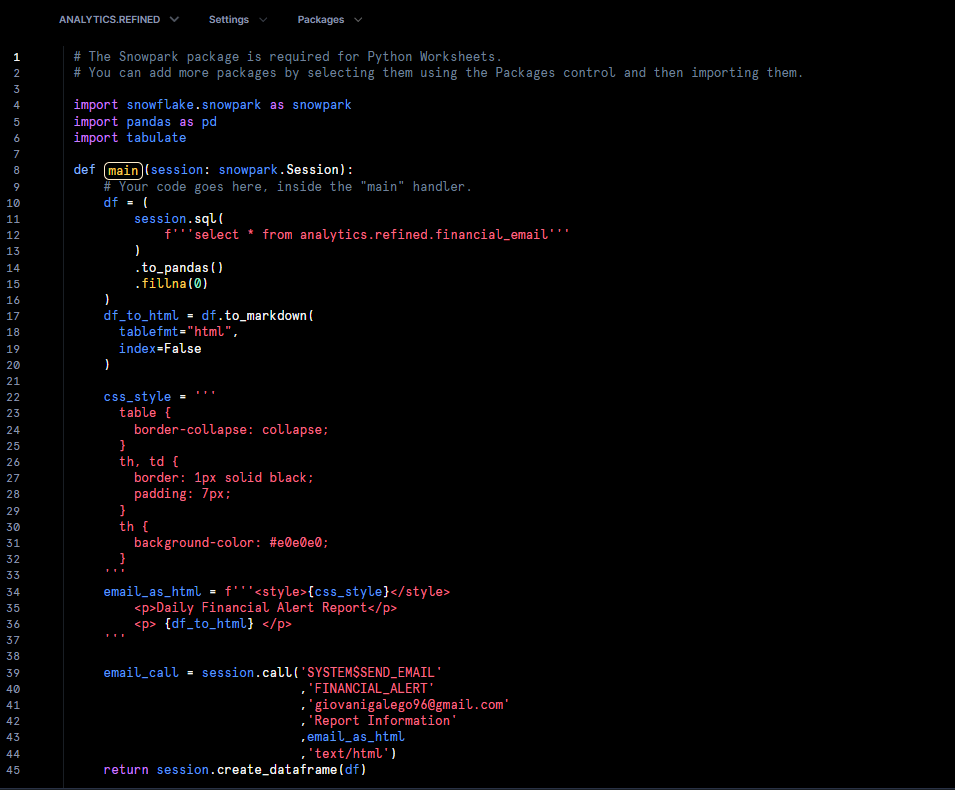 ANALYTICS.REFINED Settings Packages
1 # The Snowpark package is required for Python Worksheets.
2 # You can add more packages by selecting them using the Packages control and then importing them.
3
4 import snowflake.snowpark as snowpark
5 import pandas as pd
6 import tabulate
7
8 def main(session: snowpark.Session):
9     # Your code goes here, inside the "main" handler.
10     df = (
11         session.sql(
12             f'''select * from analytics.refined.financial_email'''
13         )
14         .to_pandas()
15         .fillna(0)
16     )
17     df_to_html = df.to_markdown(
18       tablefmt="html",
19       index=False
20     )
21
22     css_style = '''
23       table {
24         border-collapse: collapse;
25       }
26       th, td {
27         border: 1px solid black;
28         padding: 7px;
29       }
30       th {
31         background-color: #e0e0e0;
32       }
33     '''
34     email_as_html = f'''<style>{css_style}</style>
35         <p>Daily Financial Alert Report</p>
36         <p> {df_to_html} </p>
37     '''
38
39     email_call = session.call('SYSTEM$SEND_EMAIL'
40                               ,'FINANCIAL_ALERT'
41                               ,'giovanigalego96@gmail.com'
42                               ,'Report Information'
43                               ,email_as_html
44                               ,'text/html')
45     return session.create_dataframe(df)